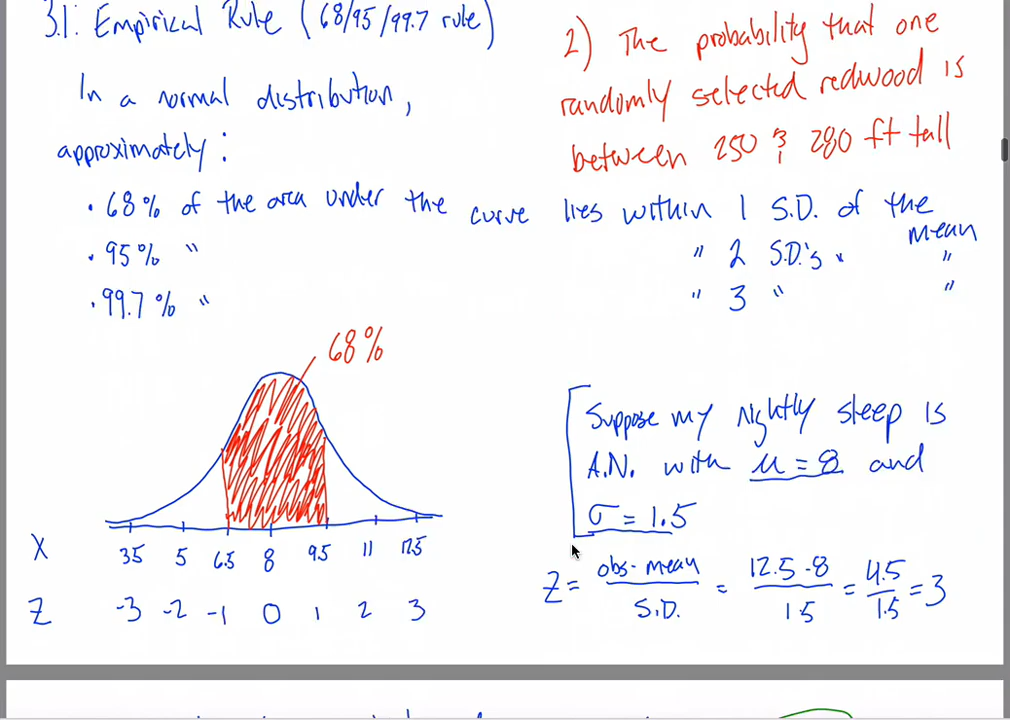 3.1: Empirical Rule (68/95/99.7 rule)
In a normal distribution,
approximately:
2) The probability that one
randomly selected redwood is
between 250 & 280 ft tall
• 68% of the area under the curve lies within 1 S.D. of the mean
• 95% " " 2 S.D.'s " "
• 99.7% " " 3 " "
68%
X 3.5 5 6.5 8 9.5 11 12.5
Z -3 -2 -1 0 1 2 3
Suppose my nightly sleep is
A.N. with μ = 8 and
σ = 1.5
Z = obs - mean / S.D. = 12.5 - 8 / 1.5 = 4.5 / 1.5 = 3